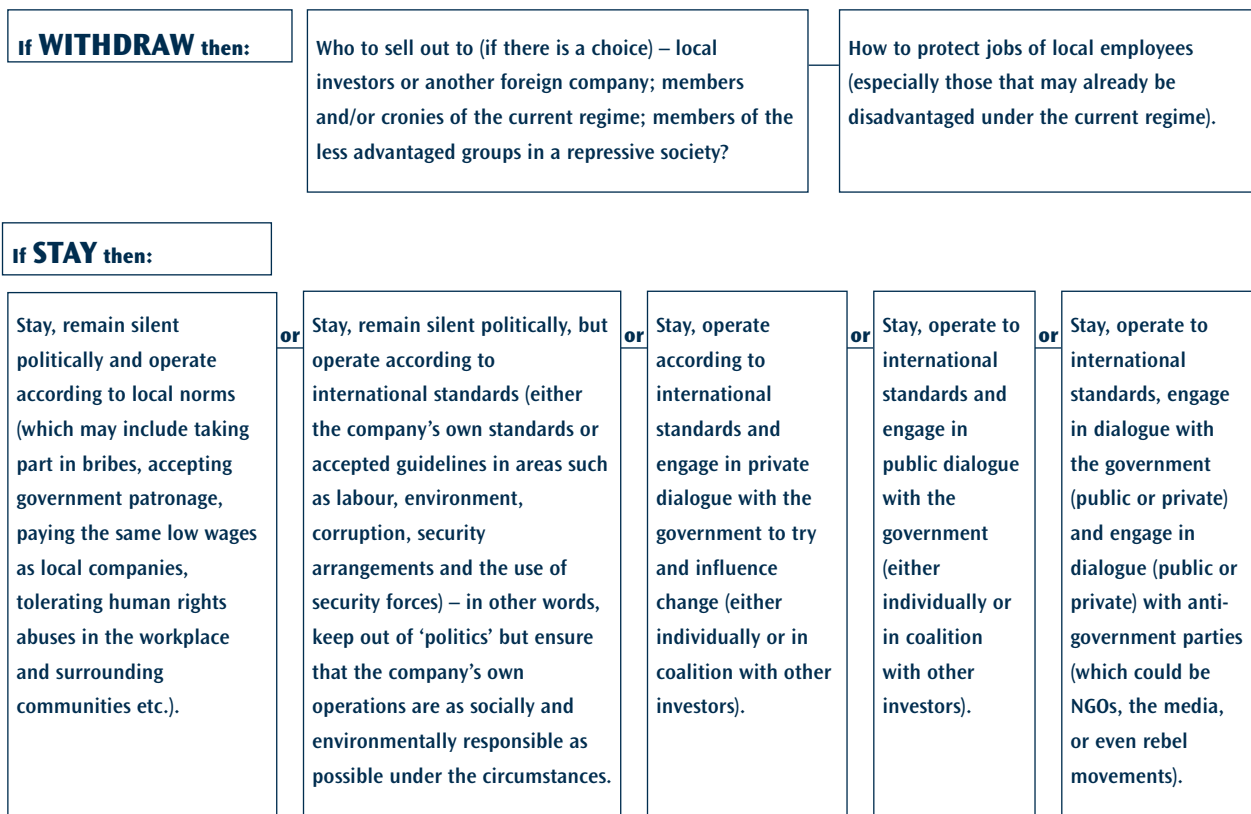 If WITHDRAW then:
Who to sell out to (if there is a choice) – local
investors or another foreign company; members
and/or cronies of the current regime; members of the
less advantaged groups in a repressive society?
How to protect jobs of local employees
(especially those that may already be
disadvantaged under the current regime).
If STAY then:
Stay, remain silent
politically and operate
according to local norms
(which may include taking
part in bribes, accepting
government patronage,
paying the same low wages
as local companies,
tolerating human rights
abuses in the workplace
and surrounding
communities etc.).
or
Stay, remain silent politically, but
operate according to
international standards (either
the company's own standards or
accepted guidelines in areas such
as labour, environment,
corruption, security
arrangements and the use of
security forces) – in other words,
keep out of 'politics' but ensure
that the company's own
operations are as socially and
environmentally responsible as
possible under the circumstances.
or
Stay, operate
according to
international
standards and
engage in private
dialogue with the
government to try
and influence
change (either
individually or in
coalition with other
investors).
or
Stay, operate to
international
standards and
engage in
public dialogue
with the
government
(either
individually or
in coalition
with other
investors).
or
Stay, operate to
international
standards, engage
in dialogue with
the government
(public or private)
and engage in
dialogue (public or
private) with anti-
government parties
(which could be
NGOs, the media,
or even rebel
movements).